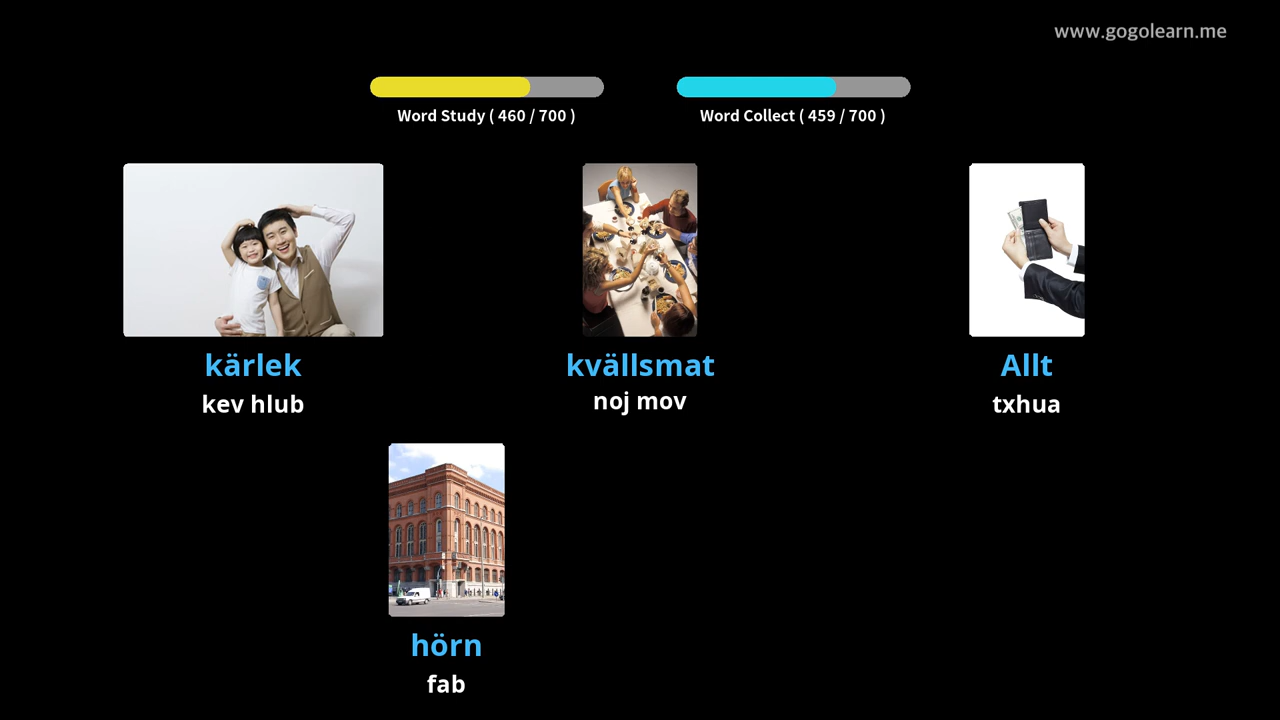 www.gogolearn.me
Word Study ( 460 / 700 )
Word Collect ( 459 / 700 )
kärlek
kev hlub
kvällsmat
noj mov
Allt
txhua
hörn
fab